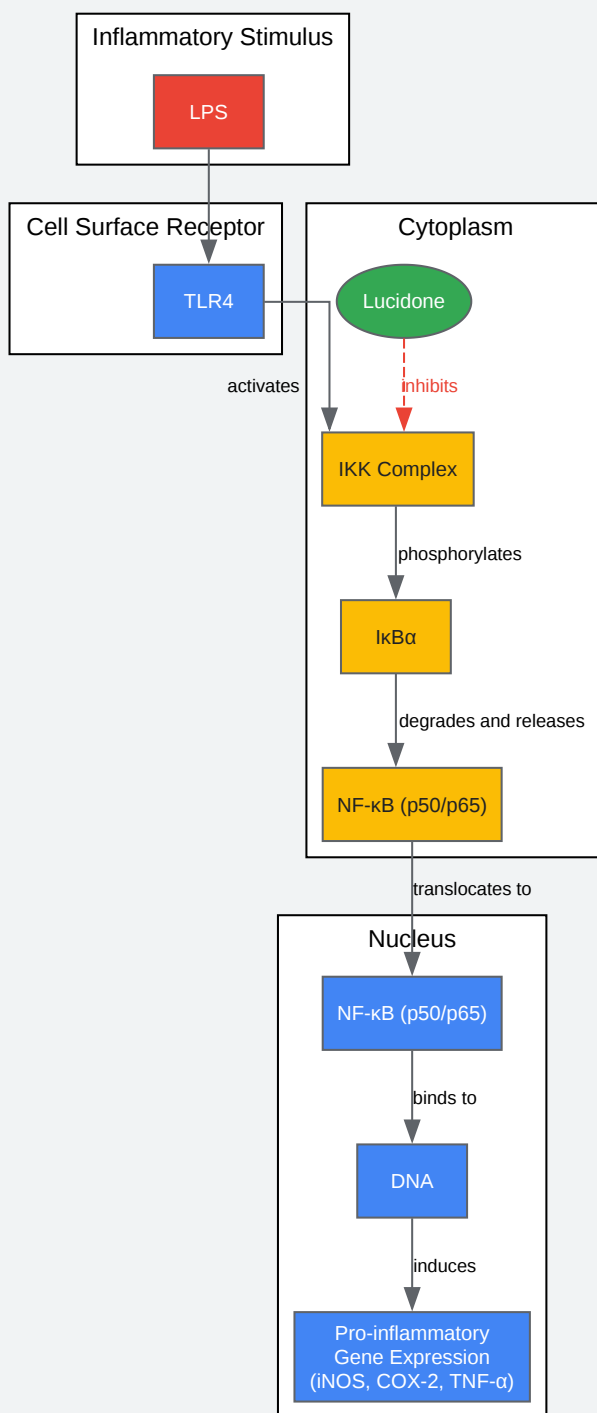 Inflammatory Stimulus
LPS
Cell Surface Receptor
Cytoplasm
TLR4
Lucidone
activates
inhibits
IKK Complex
phosphorylates
IκBα
degrades and releases
NF-κB (p50/p65)
translocates to
Nucleus
NF-κB (p50/p65)
binds to
DNA
induces
Pro-inflammatory
Gene Expression
(iNOS, COX-2, TNF-α)